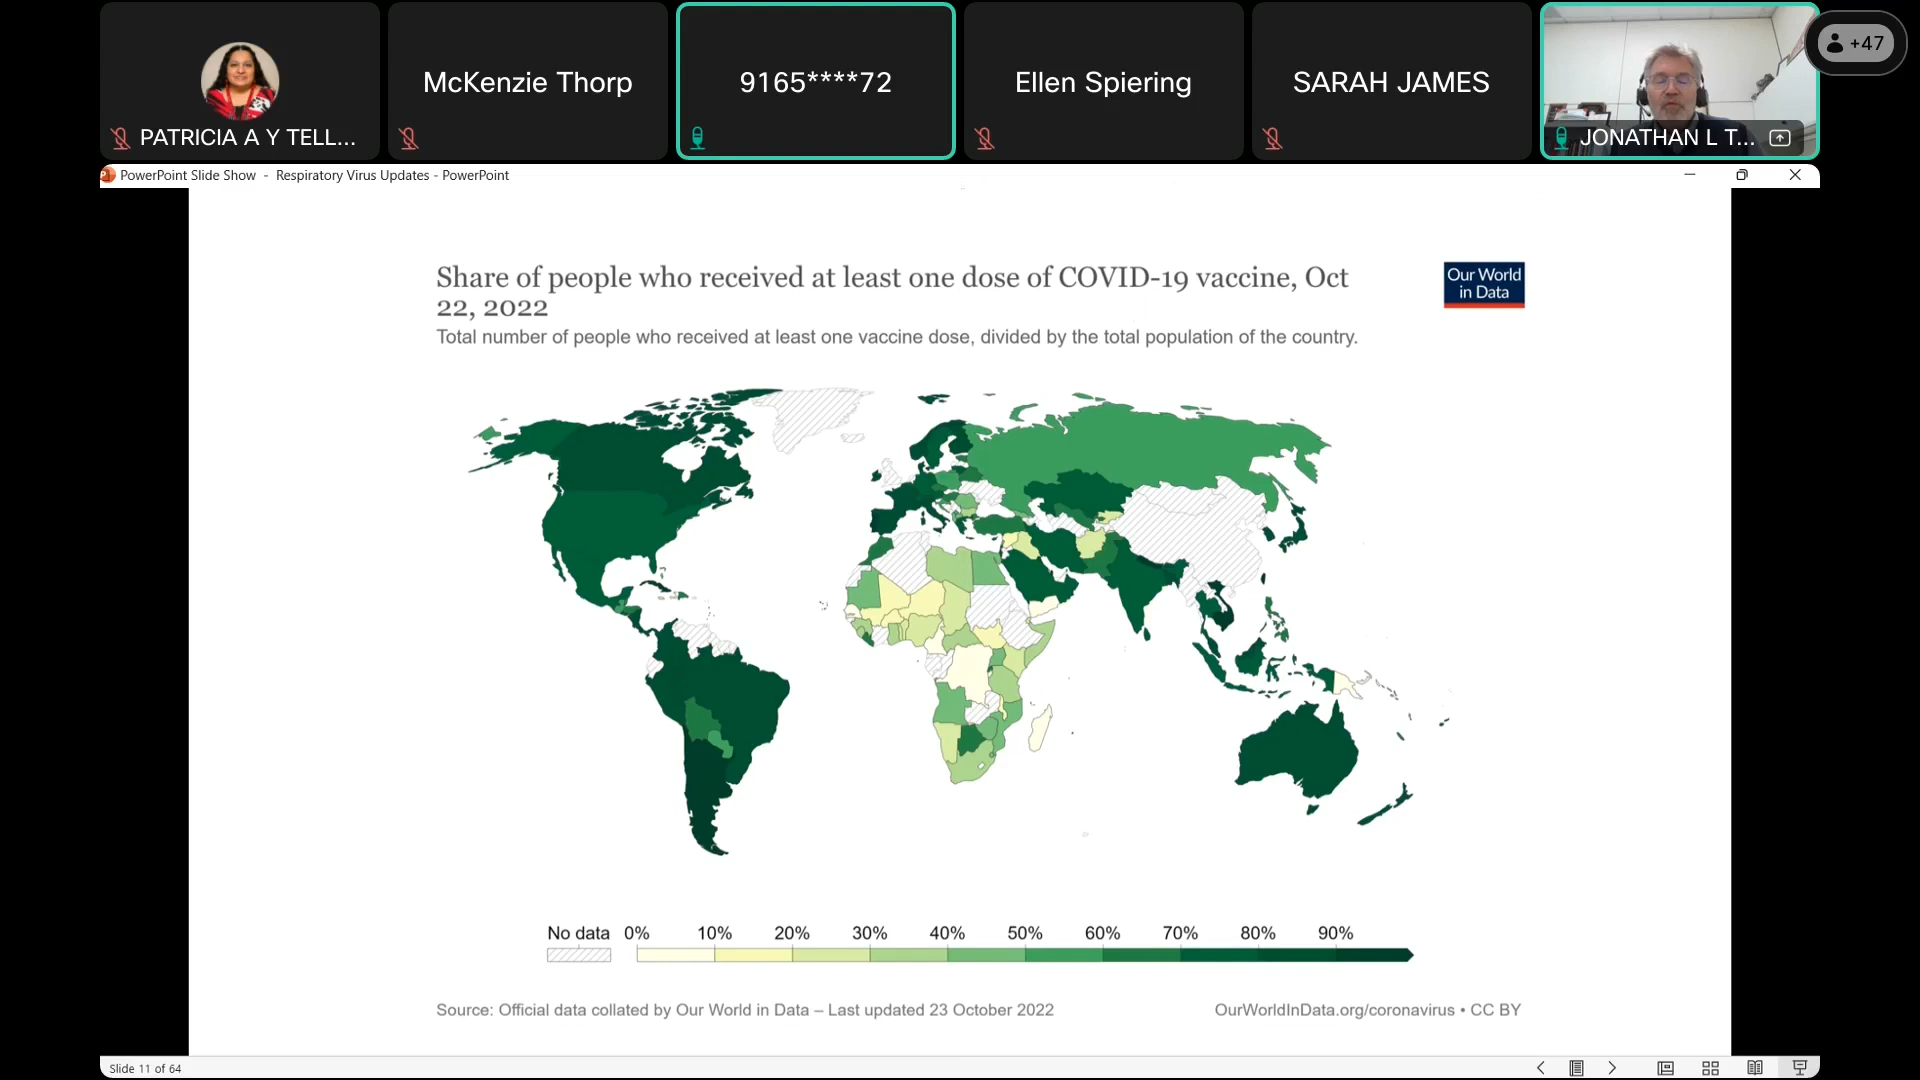 PATRICIA A Y TELL...
McKenzie Thorp
9165****72
Ellen Spiering
SARAH JAMES
JONATHAN L T...
+47
PowerPoint Slide Show - Respiratory Virus Updates - PowerPoint
Share of people who received at least one dose of COVID-19 vaccine, Oct
22, 2022
Our World
in Data
Total number of people who received at least one vaccine dose, divided by the total population of the country.
No data 0% 10% 20% 30% 40% 50% 60% 70% 80% 90%
Source: Official data collated by Our World in Data – Last updated 23 October 2022
OurWorldInData.org/coronavirus • CC BY
Slide 11 of 64